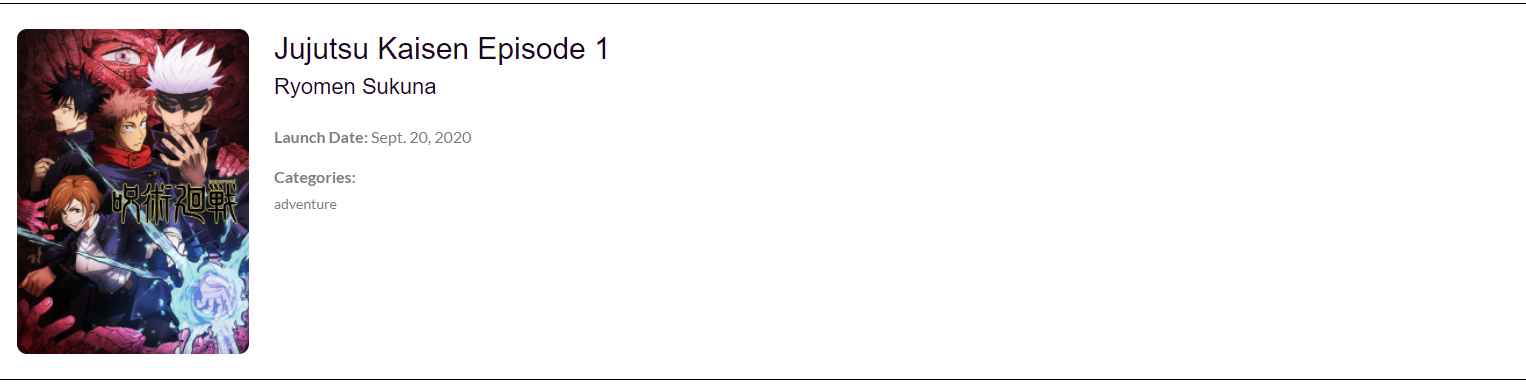 Jujutsu Kaisen Episode 1
Ryomen Sukuna
Launch Date: Sept. 20, 2020
Categories:
adventure
呪術廻戦